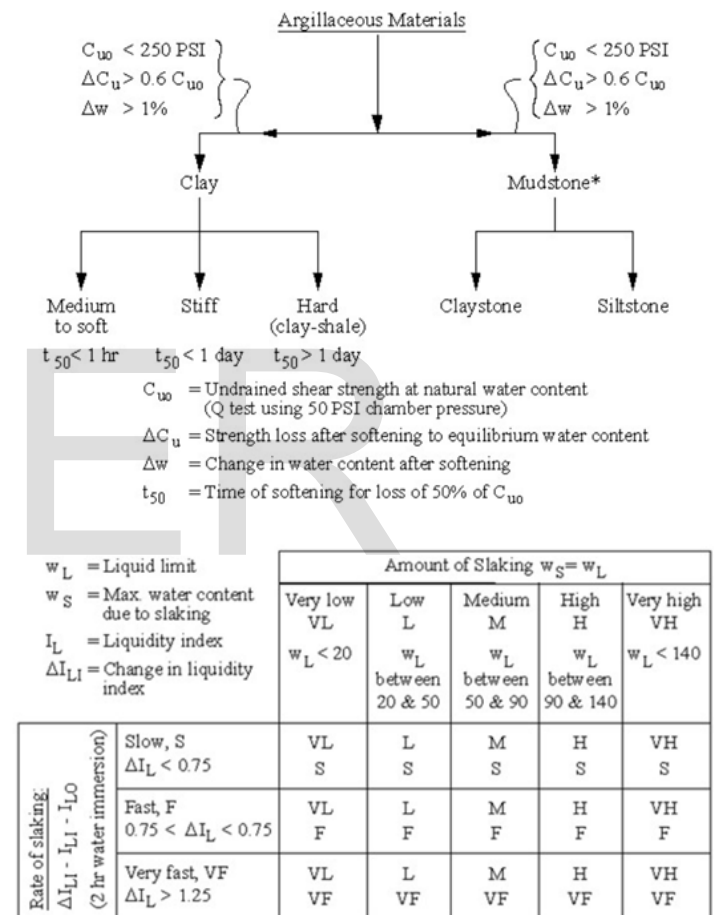 Argillaceous Materials
C_uo < 250 PSI
ΔC_u > 0.6 C_uo
Δw > 1%
C_uo < 250 PSI
ΔC_u > 0.6 C_uo
Δw > 1%
Clay
Mudstone*
Medium
to soft
Stiff
Hard
(clay-shale)
Claystone
Siltstone
t_50 < 1 hr
t_50 < 1 day
t_50 > 1 day
C_uo = Undrained shear strength at natural water content
(Q test using 50 PSI chamber pressure)
ΔC_u = Strength loss after softening to equilibrium water content
Δw = Change in water content after softening
t_50 = Time of softening for loss of 50% of C_uo
ER
w_L = Liquid limit
w_S = Max. water content
due to slaking
I_L = Liquidity index
ΔI_LI = Change in liquidity
index
Amount of Slaking w_S = w_L
Very low
VL
w_L < 20
Low
L
w_L
between
20 & 50
Medium
M
w_L
between
50 & 90
High
H
w_L
between
90 & 140
Very high
VH
w_L < 140
Rate of slaking:
ΔI_LI - I_LI - I_LO
(2 hr water immersion)
Slow, S
ΔI_L < 0.75
VL L M H VH
S S S S S
Fast, F
0.75 < ΔI_L < 0.75
VL L M H VH
F F F F F
Very fast, VF
ΔI_L > 1.25
VL L M H VH
VF VF VF VF VF